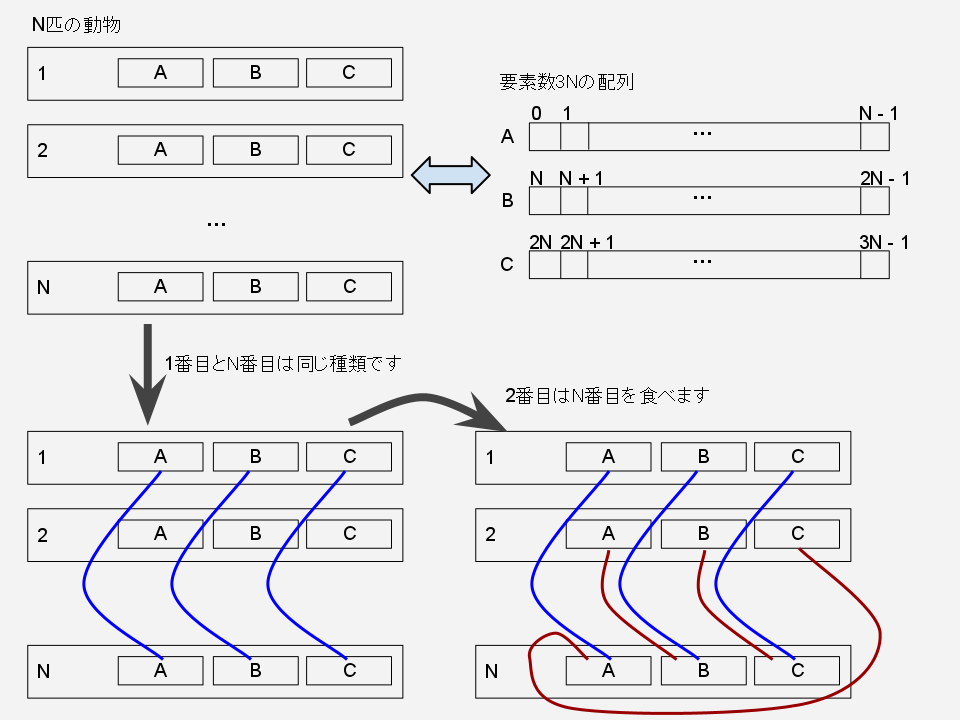 N匹の動物
1 A B C
2 A B C
...
N A B C
要素数3Nの配列
0 1 N - 1
A ...
N N + 1 2N - 1
B ...
2N 2N + 1 3N - 1
C ...
1番目とN番目は同じ種類です
2番目はN番目を食べます
1 A B C
2 A B C
N A B C
1 A B C
2 A B C
N A B C